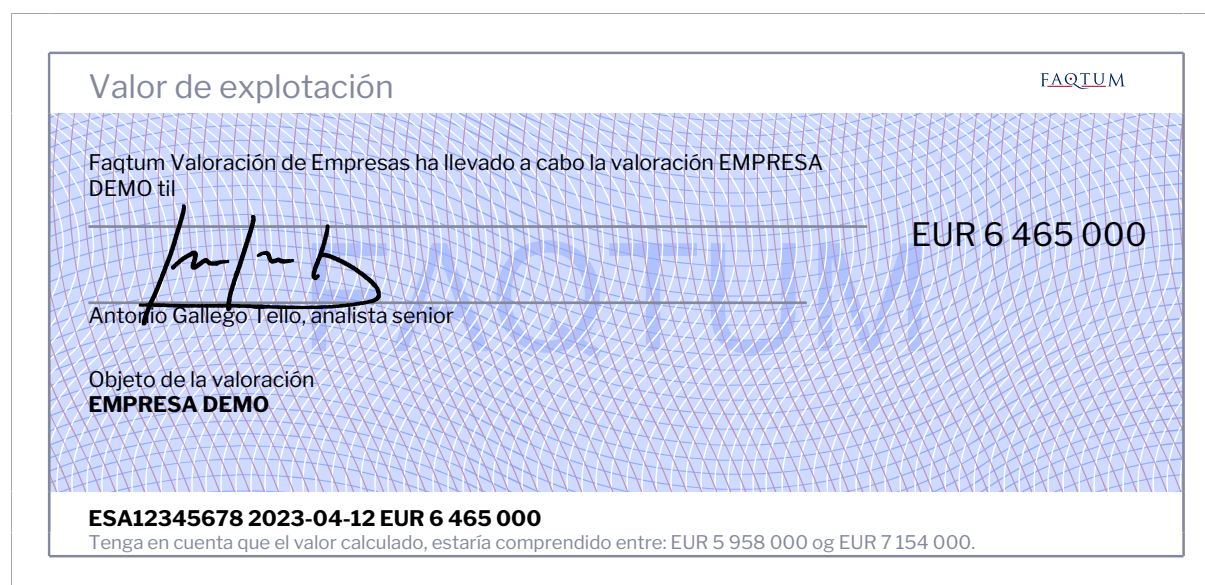 Valor de explotación
FAQTUM
Faqtum Valoración de Empresas ha llevado a cabo la valoración EMPRESA
DEMO til
EUR 6 465 000
FAQTUM
Antonio Gallego Tello, analista senior
Objeto de la valoración
EMPRESA DEMO
ESA12345678 2023-04-12 EUR 6 465 000
Tenga en cuenta que el valor calculado, estaría comprendido entre: EUR 5 958 000 og EUR 7 154 000.